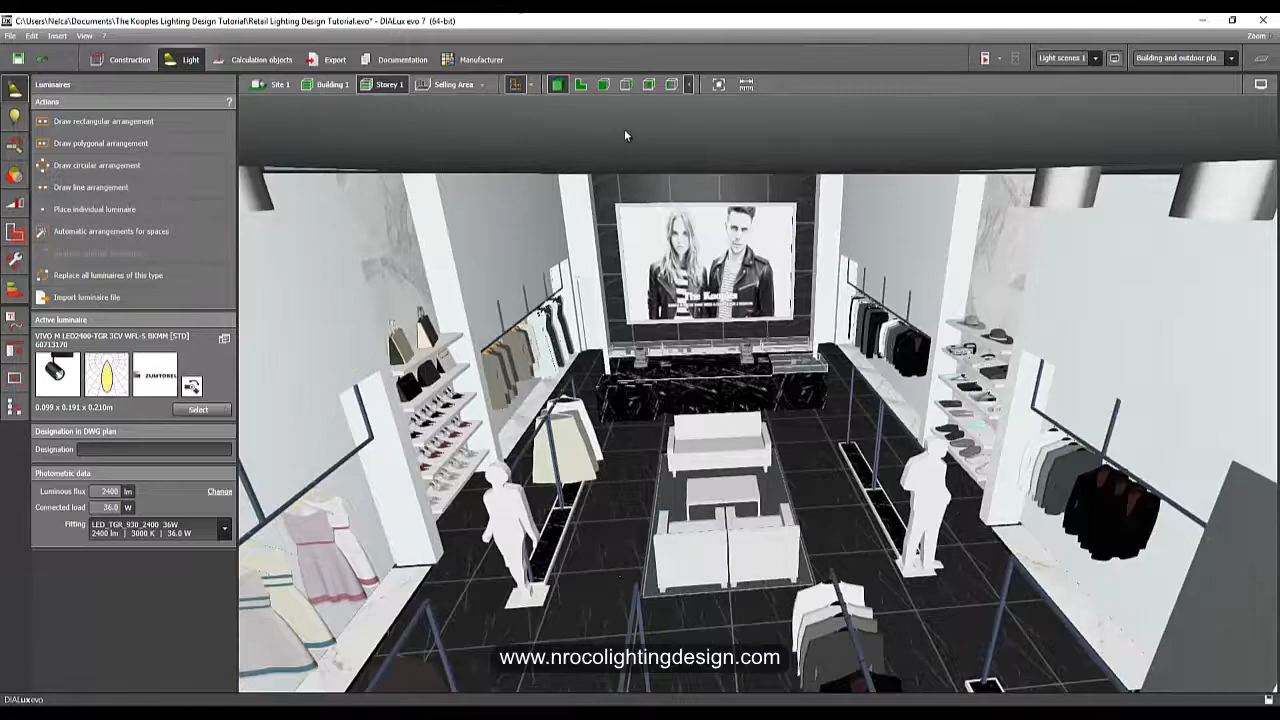 C:\Users\Nelca\Documents\The Kooples Lighting Design Tutorial\Retail Lighting Design Tutorial.evo* - DIALux evo 7 (64-bit)
File Edit Insert View ? Zoom
Construction Light Calculation objects Export Documentation Manufacturer Light scenes 1 Building and outdoor pla
Luminaires Site 1 Building 1 Storey 1 Selling Area
Actions ?
Draw rectangular arrangement
Draw polygonal arrangement
Draw circular arrangement
Draw line arrangement
Place individual luminaire
Automatic arrangements for spaces
Replace all luminaires of this type
Import luminaire file
Active luminaire
VIVO M LED2400-TGR 3CV WFL-S BKMM [STD]
60713170
ZUMTOBEL
0.099 x 0.191 x 0.210m Select
Designation in DWG plan
Designation
Photometric data
Luminous flux 2400 lm Change
Connected load 36.0 W
Fitting LED_TGR_930_2400 36W
2400 lm | 3000 K | 36.0 W
The Kooples
www.nrocolightingdesign.com
DIALux evo